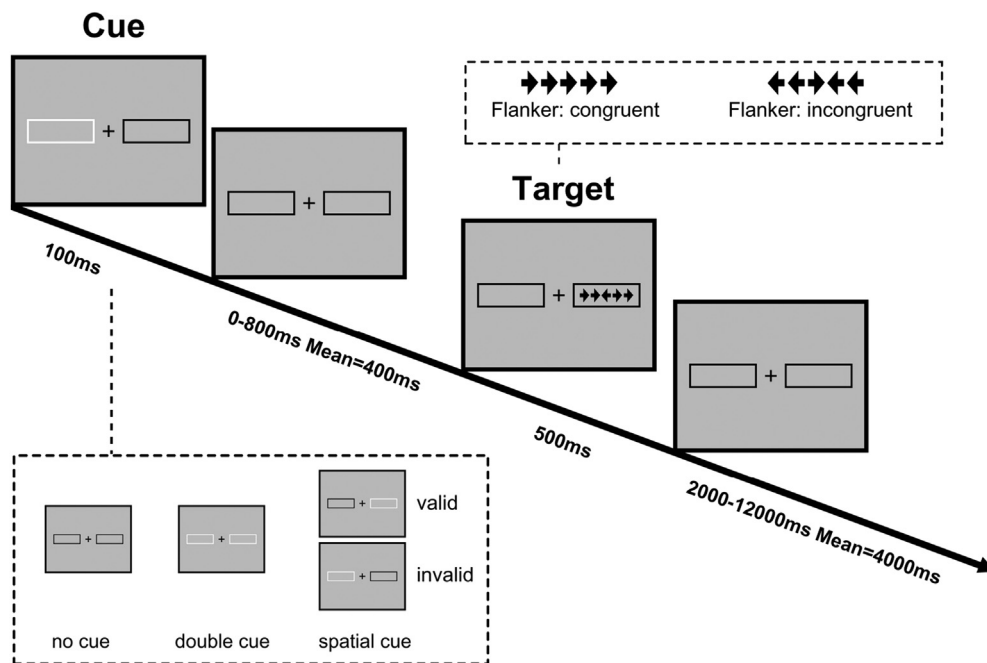 Cue
Flanker: congruent
Flanker: incongruent
Target
100ms
0-800ms Mean=400ms
500ms
2000-12000ms Mean=4000ms
valid
invalid
no cue
double cue
spatial cue